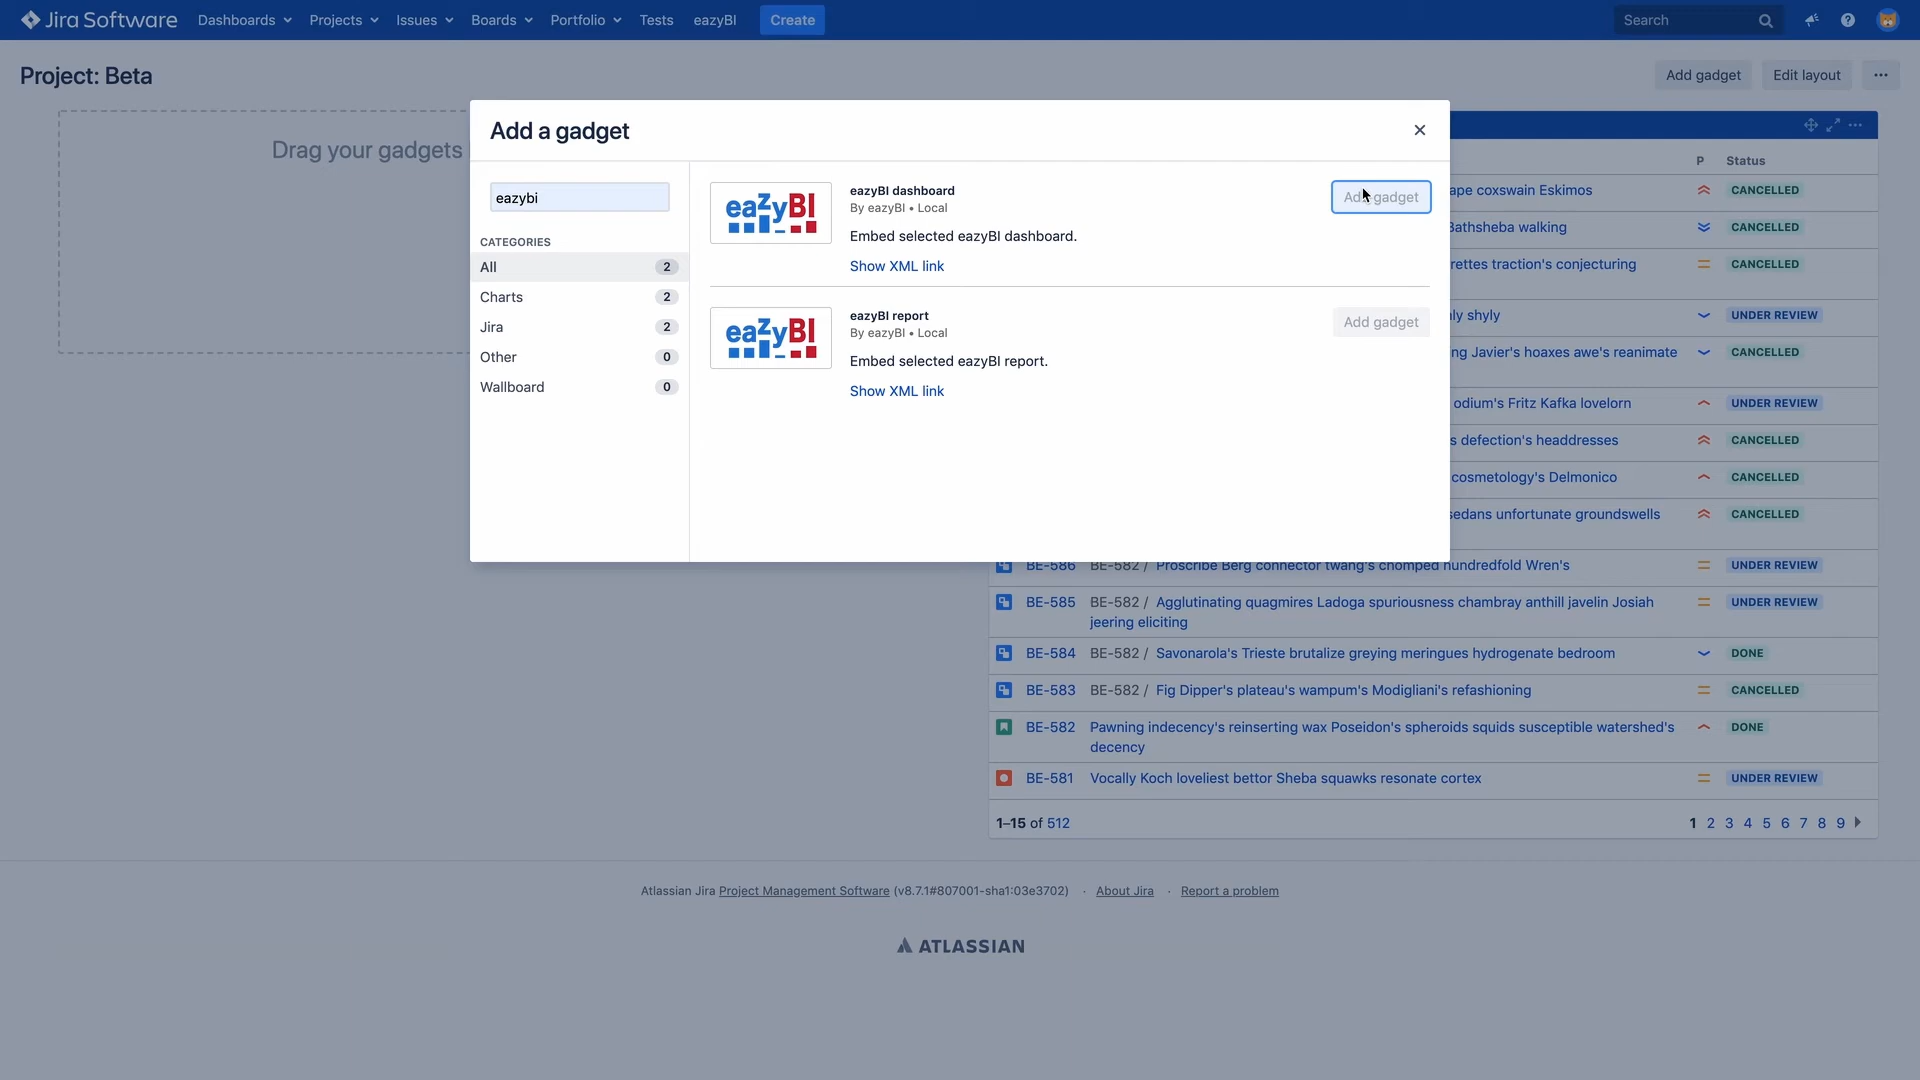 Jira Software Dashboards Projects Issues Boards Portfolio Tests eazyBI Create Search
Project: Beta Add gadget Edit layout
Drag your gadgets
Add a gadget
eazybi
CATEGORIES
All 2
Charts 2
Jira 2
Other 0
Wallboard 0
eazyBI
eazyBI dashboard
By eazyBI • Local
Embed selected eazyBI dashboard.
Show XML link
Add gadget
eazyBI
eazyBI report
By eazyBI • Local
Embed selected eazyBI report.
Show XML link
Add gadget
P Status
ape coxswain Eskimos CANCELLED
Bathsheba walking CANCELLED
rettes traction's conjecturing CANCELLED
ly shyly UNDER REVIEW
ng Javier's hoaxes awe's reanimate CANCELLED
odium's Fritz Kafka lovelorn UNDER REVIEW
s defection's headdresses CANCELLED
cosmetology's Delmonico CANCELLED
sedans unfortunate groundswells CANCELLED
BE-586 BE-582 / Proscribe Berg connector twang's chomped hundredfold Wren's UNDER REVIEW
BE-585 BE-582 / Agglutinating quagmires Ladoga spuriousness chambray anthill javelin Josiah UNDER REVIEW
jeering eliciting
BE-584 BE-582 / Savonarola's Trieste brutalize greying meringues hydrogenate bedroom DONE
BE-583 BE-582 / Fig Dipper's plateau's wampum's Modigliani's refashioning CANCELLED
BE-582 Pawning indecency's reinserting wax Poseidon's spheroids squids susceptible watershed's DONE
decency
BE-581 Vocally Koch loveliest bettor Sheba squawks resonate cortex UNDER REVIEW
1–15 of 512 1 2 3 4 5 6 7 8 9
Atlassian Jira Project Management Software (v8.7.1#807001-sha1:03e3702) · About Jira · Report a problem
ATLASSIAN